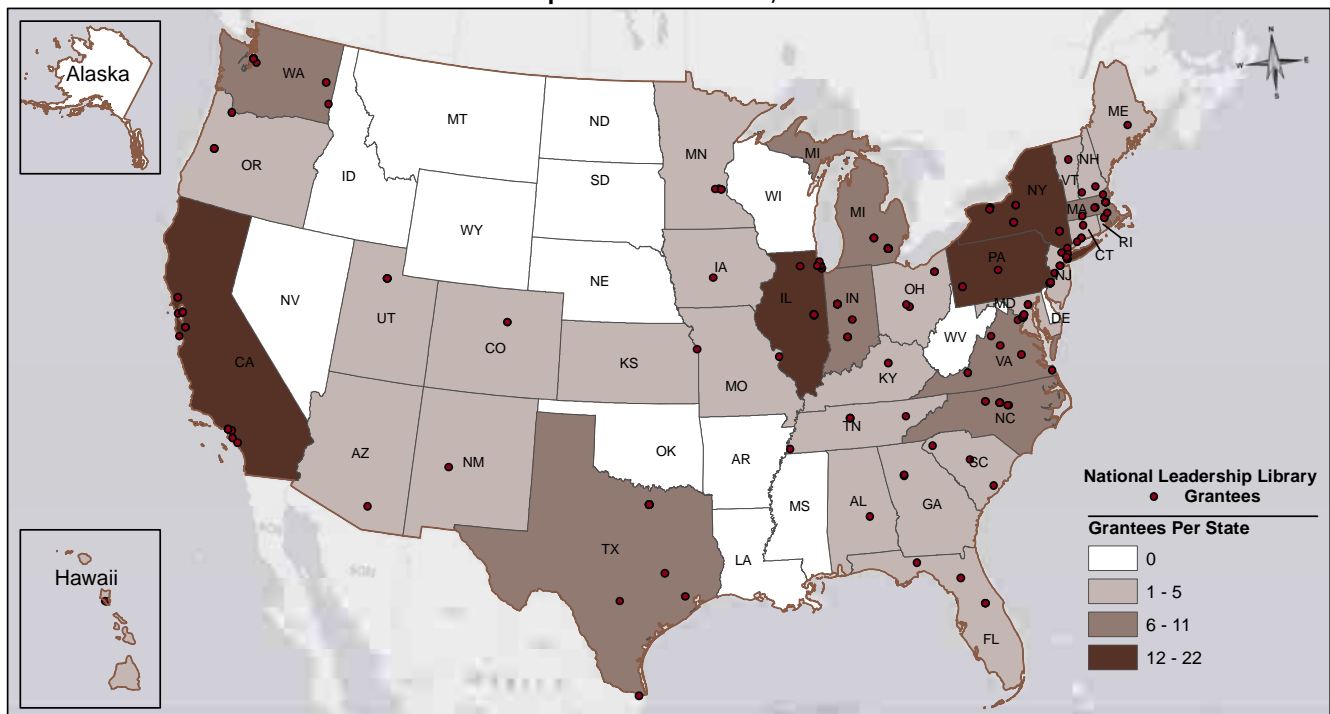 Alaska
Hawaii
N
W
E
S
WA
OR
CA
NV
ID
MT
WY
UT
AZ
CO
NM
ND
SD
NE
KS
OK
TX
MN
IA
MO
AR
LA
WI
IL
MI
MI
IN
OH
KY
TN
MS
AL
GA
FL
SC
NC
VA
WV
MD
DE
PA
NJ
NY
CT
RI
MA
VT
NH
ME
National Leadership Library
Grantees
Grantees Per State
0
1 - 5
6 - 11
12 - 22